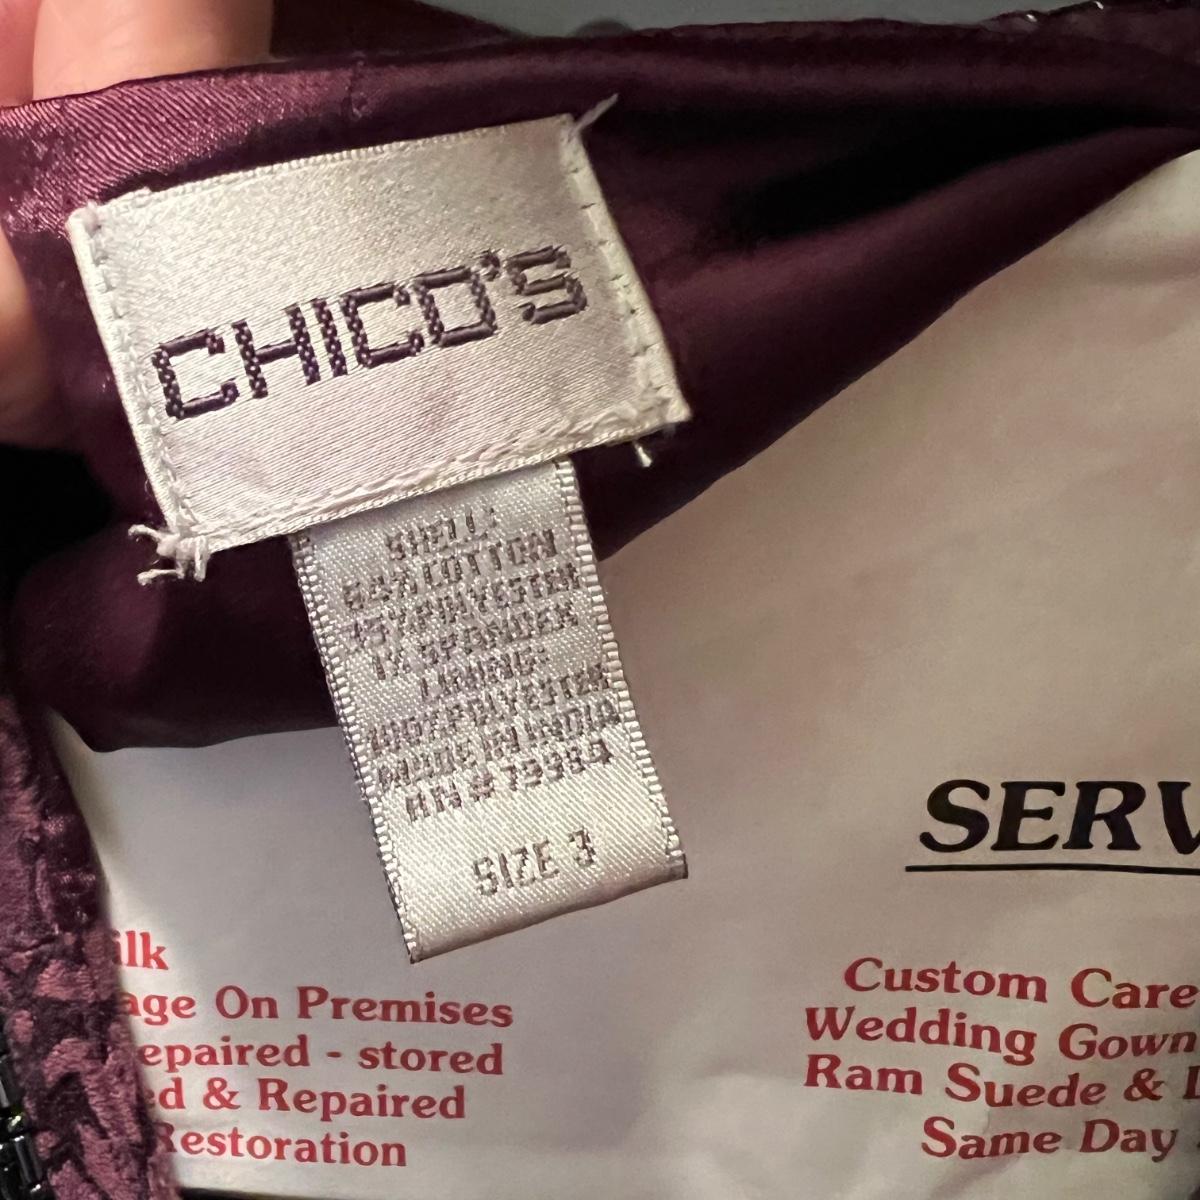 CHICO'S
SHELL:
64% COTTON
35% POLYESTER
1% SPANDEX
LINING:
100% POLYESTER
MADE IN INDIA
RN # 79984
SIZE 3
SERV
ilk
age On Premises
epaired - stored
ed & Repaired
Restoration
Custom Care
Wedding Gown
Ram Suede &
Same Day